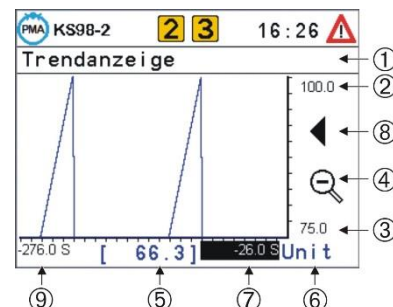 PMA KS98-2 2 3 16:26
Trendanzeige ①
100.0 ②
⑧
④
75.0 ③
-276.0 S [ 66.3] -26.0 S Unit
⑨ ⑤ ⑦ ⑥